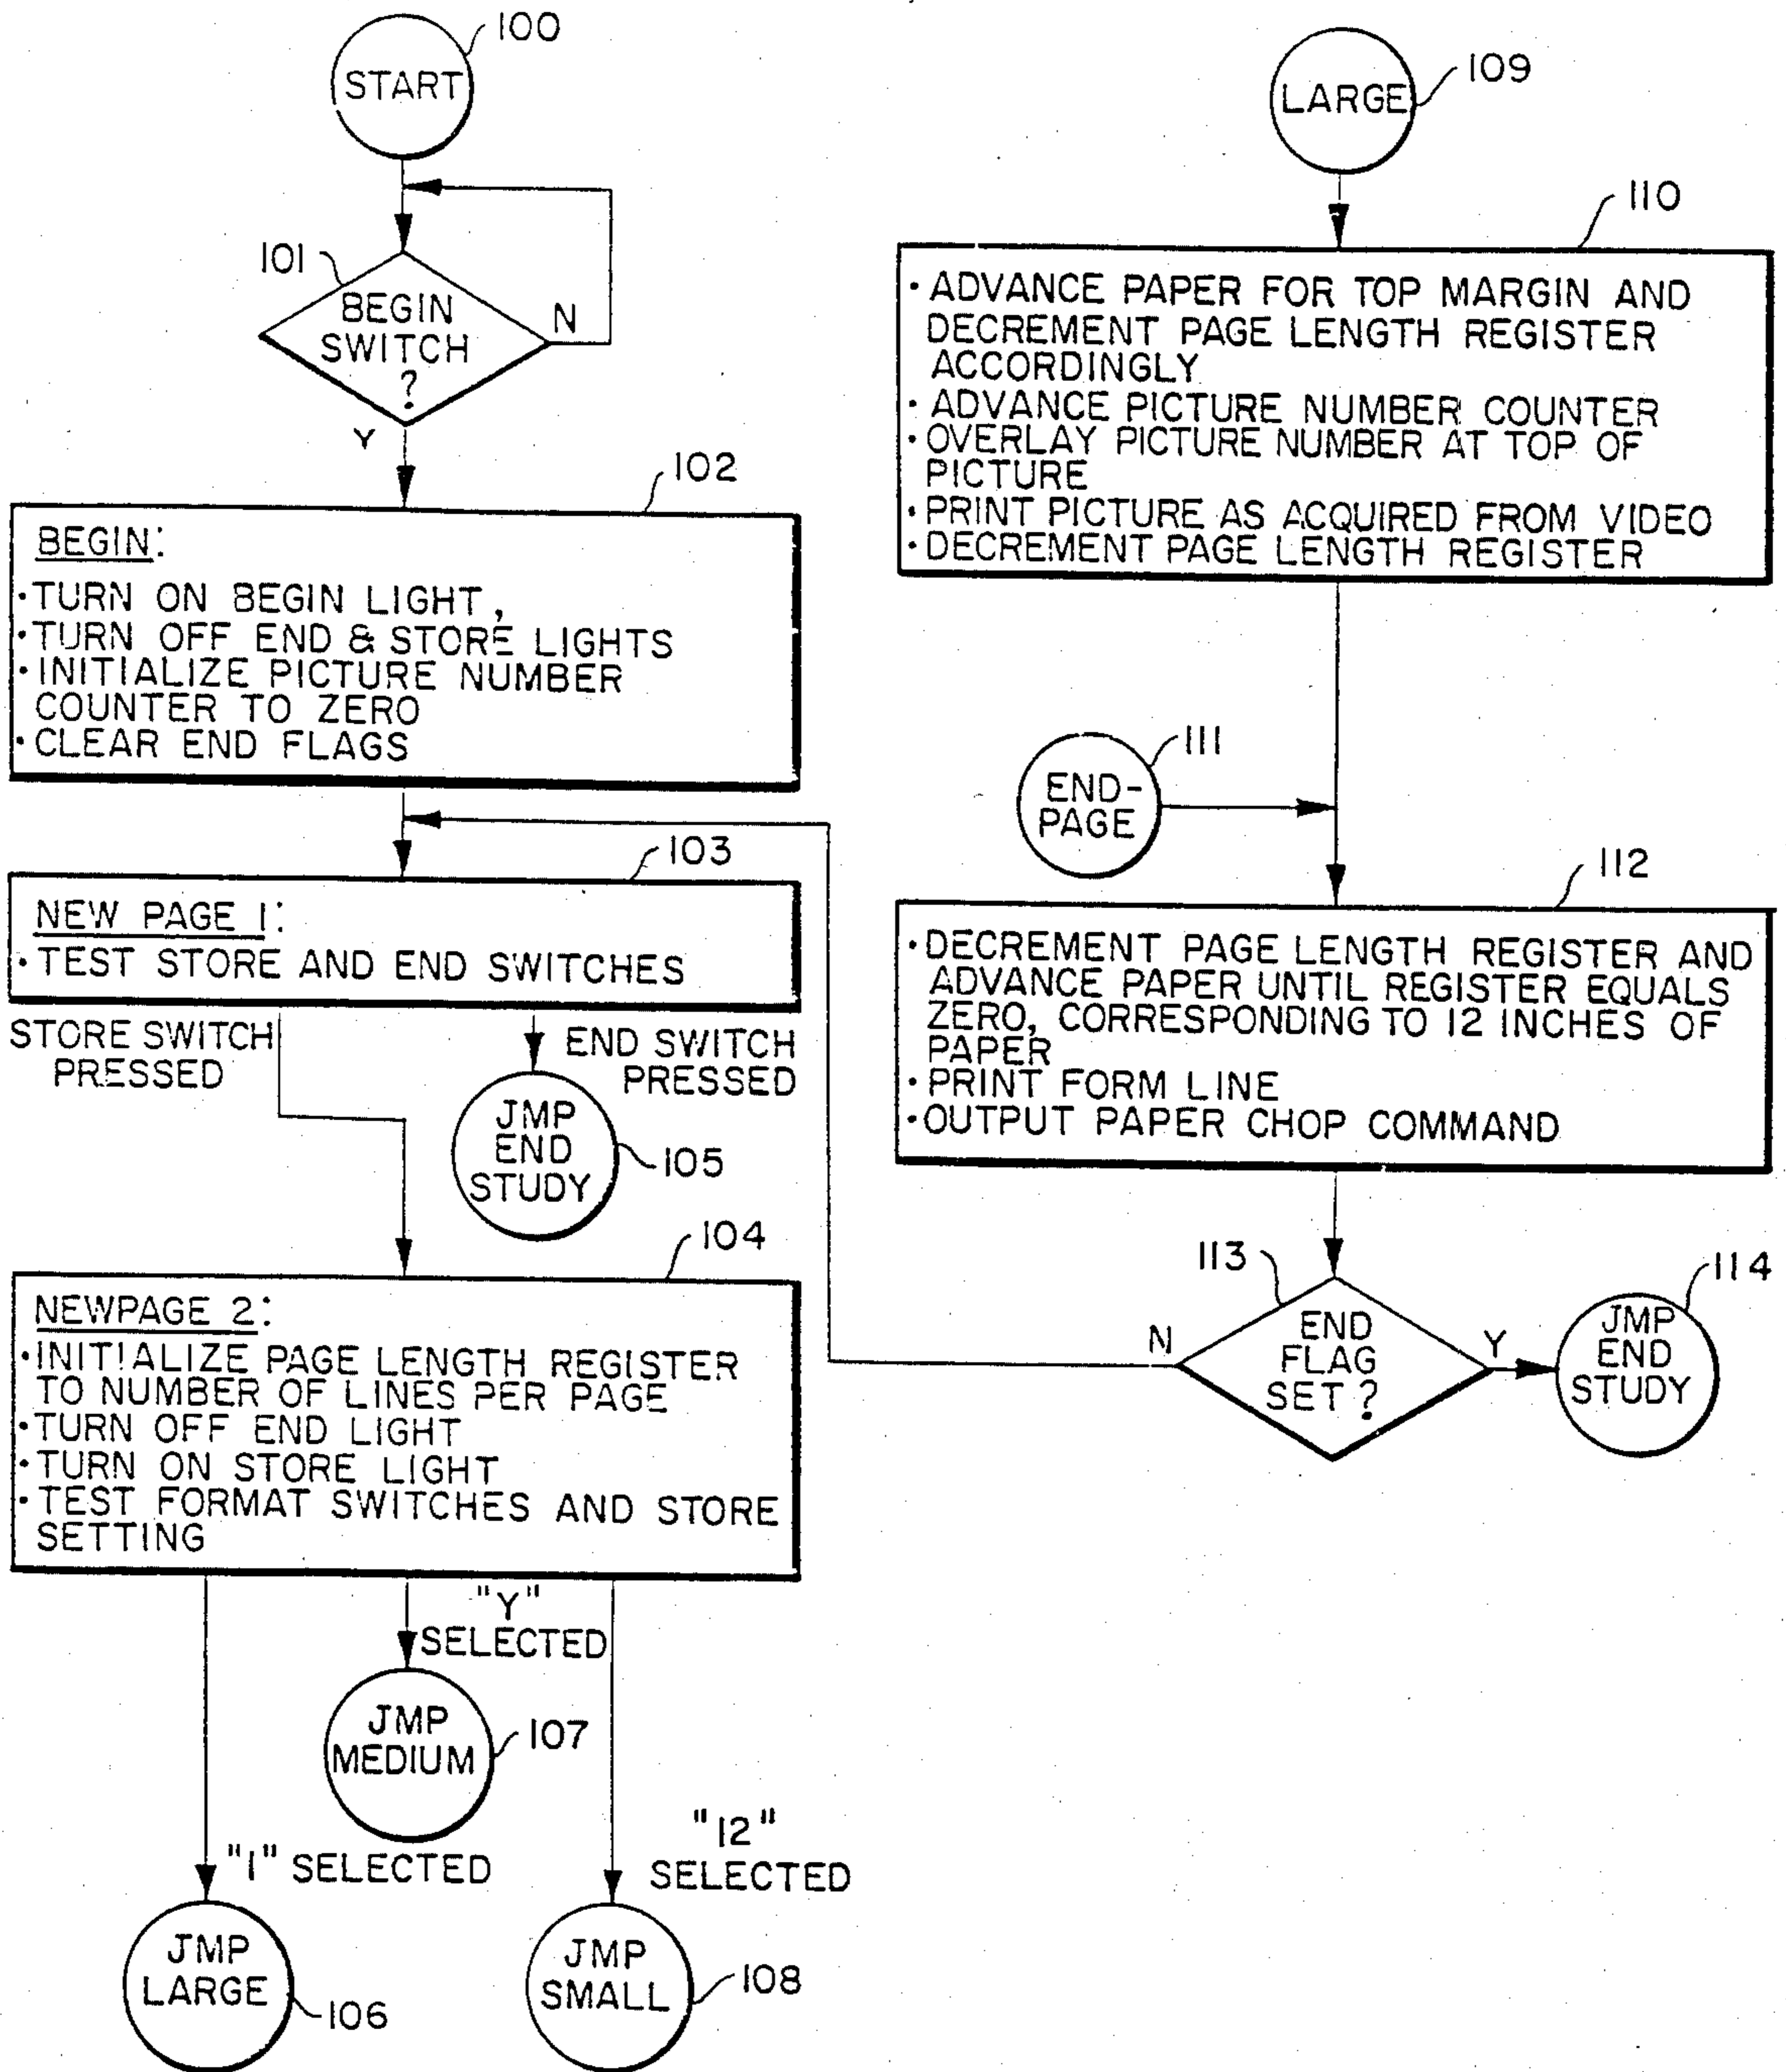 START
100
101
BEGIN
SWITCH
?
N
Y
102
BEGIN:
·TURN ON BEGIN LIGHT,
·TURN OFF END & STORE LIGHTS
·INITIALIZE PICTURE NUMBER
COUNTER TO ZERO
·CLEAR END FLAGS
103
NEW PAGE 1:
·TEST STORE AND END SWITCHES
STORE SWITCH
PRESSED
END SWITCH
PRESSED
JMP
END
STUDY
105
104
NEWPAGE 2:
·INITIALIZE PAGE LENGTH REGISTER
TO NUMBER OF LINES PER PAGE
·TURN OFF END LIGHT
·TURN ON STORE LIGHT
·TEST FORMAT SWITCHES AND STORE
SETTING
"Y"
SELECTED
JMP
MEDIUM
107
"1" SELECTED
"12"
SELECTED
JMP
LARGE
106
JMP
SMALL
108
LARGE
109
110
·ADVANCE PAPER FOR TOP MARGIN AND
DECREMENT PAGE LENGTH REGISTER
ACCORDINGLY
·ADVANCE PICTURE NUMBER COUNTER
·OVERLAY PICTURE NUMBER AT TOP OF
PICTURE
·PRINT PICTURE AS ACQUIRED FROM VIDEO
·DECREMENT PAGE LENGTH REGISTER
END-
PAGE
111
112
·DECREMENT PAGE LENGTH REGISTER AND
ADVANCE PAPER UNTIL REGISTER EQUALS
ZERO, CORRESPONDING TO 12 INCHES OF
PAPER
·PRINT FORM LINE
·OUTPUT PAPER CHOP COMMAND
113
END
FLAG
SET ?
N
Y
JMP
END
STUDY
114